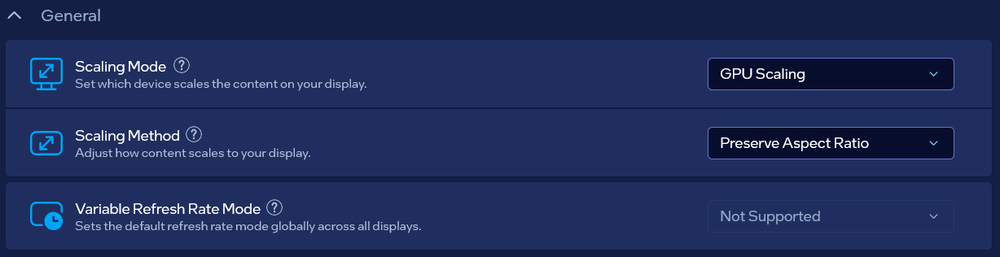 General
Scaling Mode
Set which device scales the content on your display.
GPU Scaling
Scaling Method
Adjust how content scales to your display.
Preserve Aspect Ratio
Variable Refresh Rate Mode
Sets the default refresh rate mode globally across all displays.
Not Supported